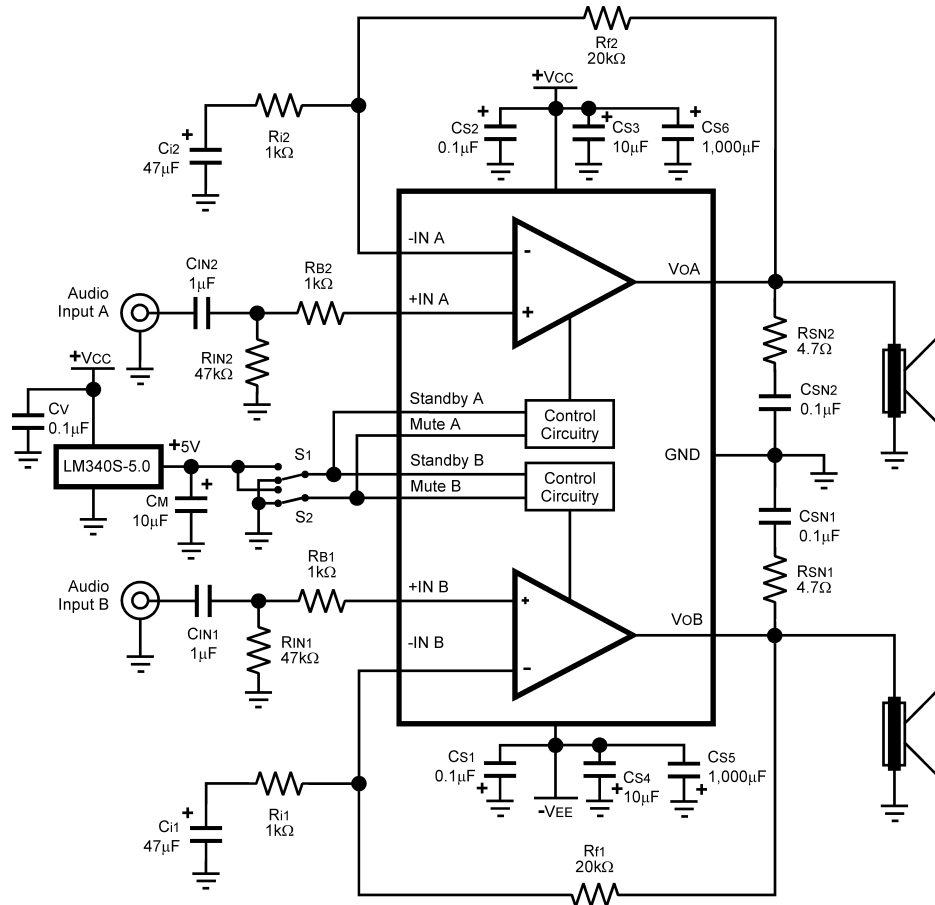 Rf2
20kΩ
+VCC
+
Ci2
47µF
Ri2
1kΩ
+
CS2
0.1µF
+
CS3
10µF
+
CS6
1,000µF
-IN A
-
CIN2
1µF
RB2
1kΩ
Audio
Input A
+IN A
+
VOA
RIN2
47kΩ
RSN2
4.7Ω
+VCC
CV
0.1µF
Standby A
Mute A
Control
Circuitry
CSN2
0.1µF
LM340S-5.0
+5V
S1
Standby B
Mute B
Control
Circuitry
GND
CM
10µF
+
S2
CSN1
0.1µF
Audio
Input B
RB1
1kΩ
+IN B
+
RSN1
4.7Ω
CIN1
1µF
RIN1
47kΩ
-IN B
-
VOB
CS1
0.1µF
+
CS4
10µF
+
CS5
1,000µF
+
-VEE
+
Ci1
47µF
Ri1
1kΩ
Rf1
20kΩ